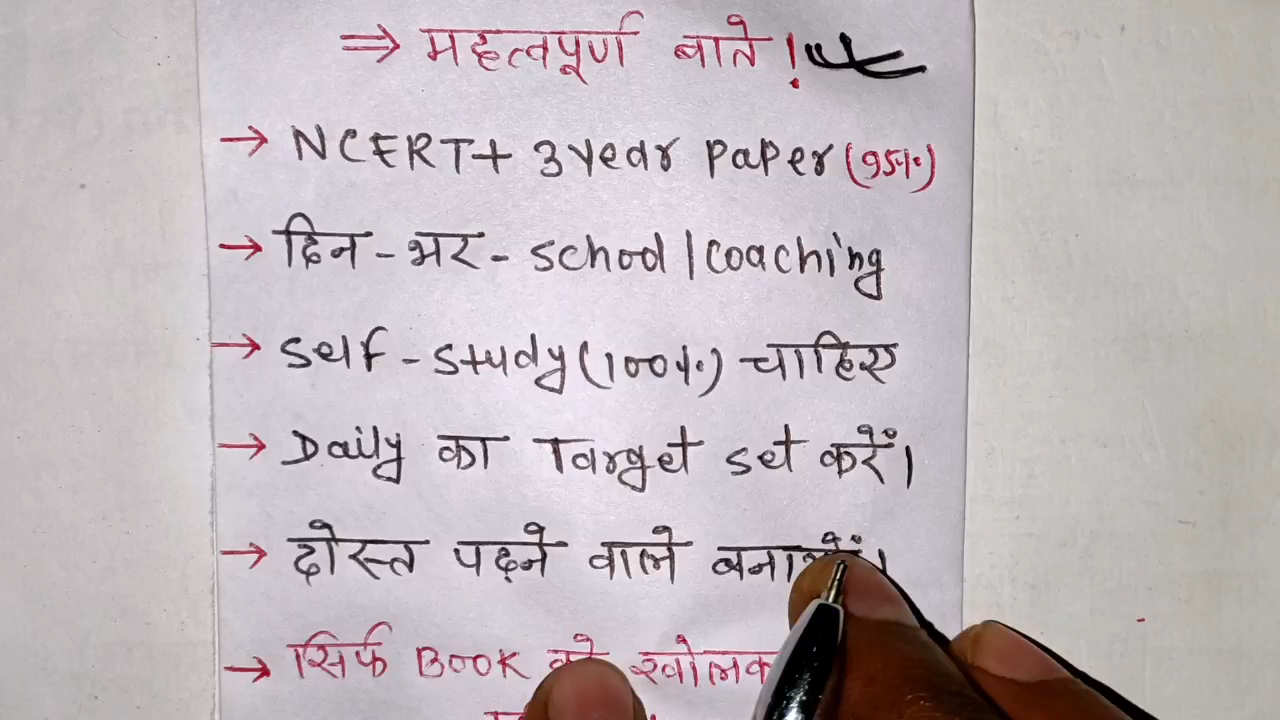 ⇒ महत्वपूर्ण बाते!
→ NCERT + 3 Year Paper (95%)
→ दिन-भर - School / Coaching
→ Self-Study (100%) चाहिए
→ Daily का Target Set करें।
→ दोस्त पढ़ने वाले
→ सिर्फ Book को